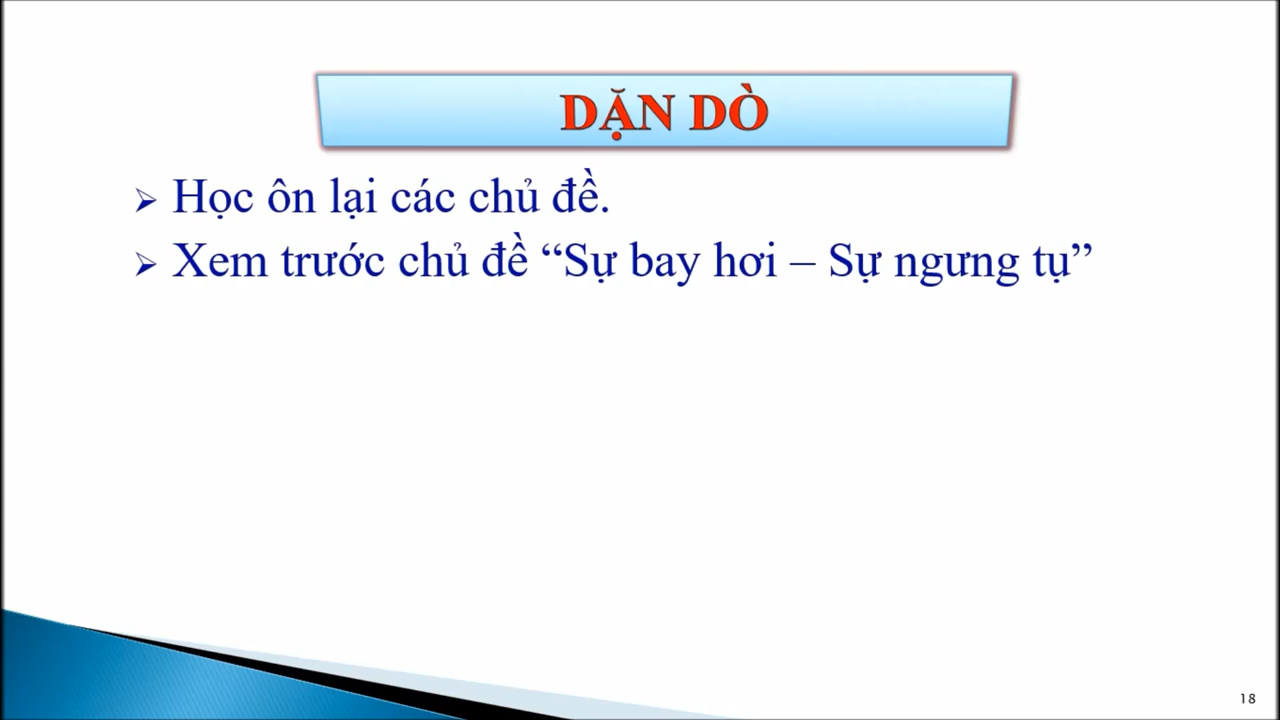 DẶN DÒ
➢ Học ôn lại các chủ đề.
➢ Xem trước chủ đề “Sự bay hơi – Sự ngưng tụ”
18